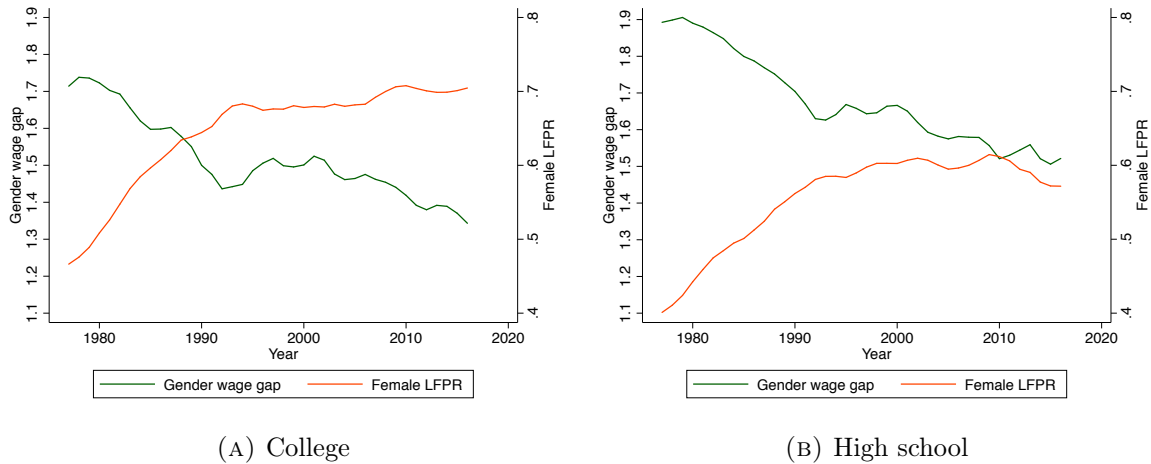 Gender wage gap
1.1 1.2 1.3 1.4 1.5 1.6 1.7 1.8 1.9
Female LFPR
.4 .5 .6 .7 .8
1980 1990 2000 2010 2020
Year
Gender wage gap Female LFPR
(A) College
Gender wage gap
1.1 1.2 1.3 1.4 1.5 1.6 1.7 1.8 1.9
Female LFPR
.4 .5 .6 .7 .8
1980 1990 2000 2010 2020
Year
Gender wage gap Female LFPR
(B) High school